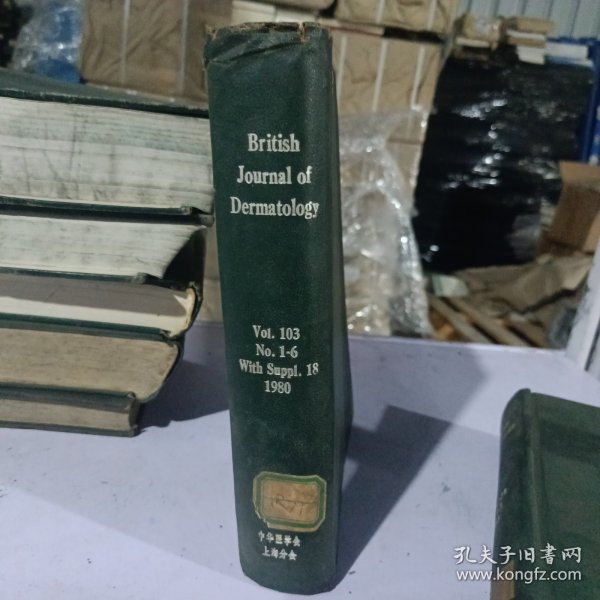 British
Journal of
Dermatology
Vol. 103
No. 1-6
With Suppl. 18
1980
中华医学会
上海分会
孔夫子旧书网
www.kongfz.com